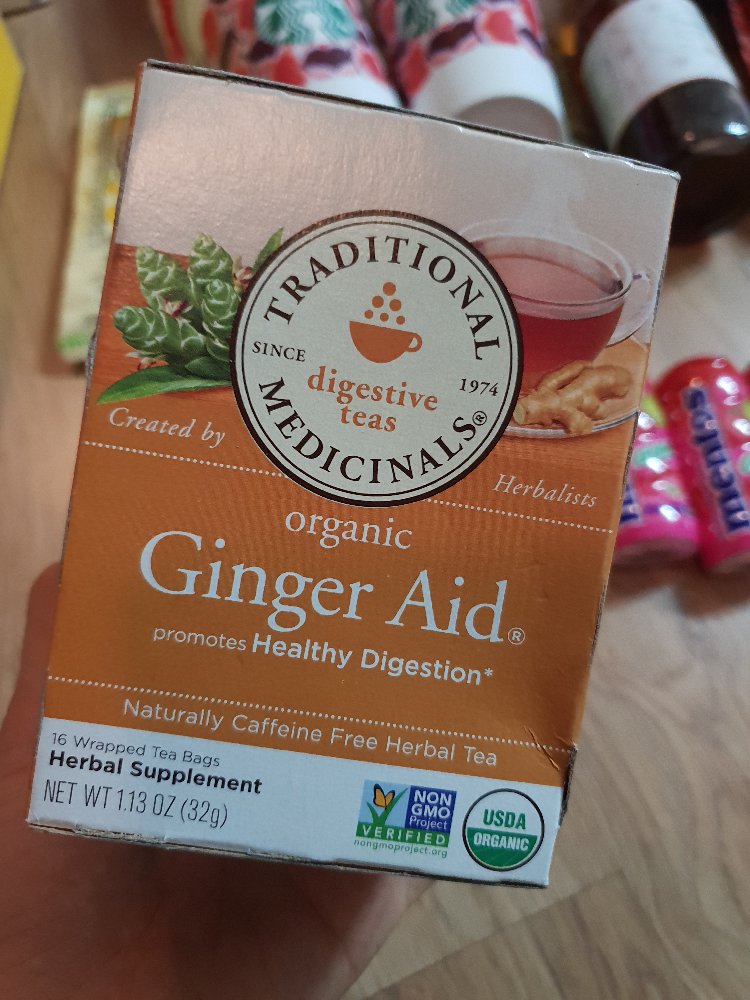 TRADITIONAL
SINCE
1974
digestive
teas
MEDICINALS®
Created by
Herbalists
organic
Ginger Aid®
promotes Healthy Digestion*
Naturally Caffeine Free Herbal Tea
16 Wrapped Tea Bags
Herbal Supplement
NET WT 1.13 OZ (32g)
NON
GMO
Project
VERIFIED
nongmoproject.org
USDA
ORGANIC
mentos